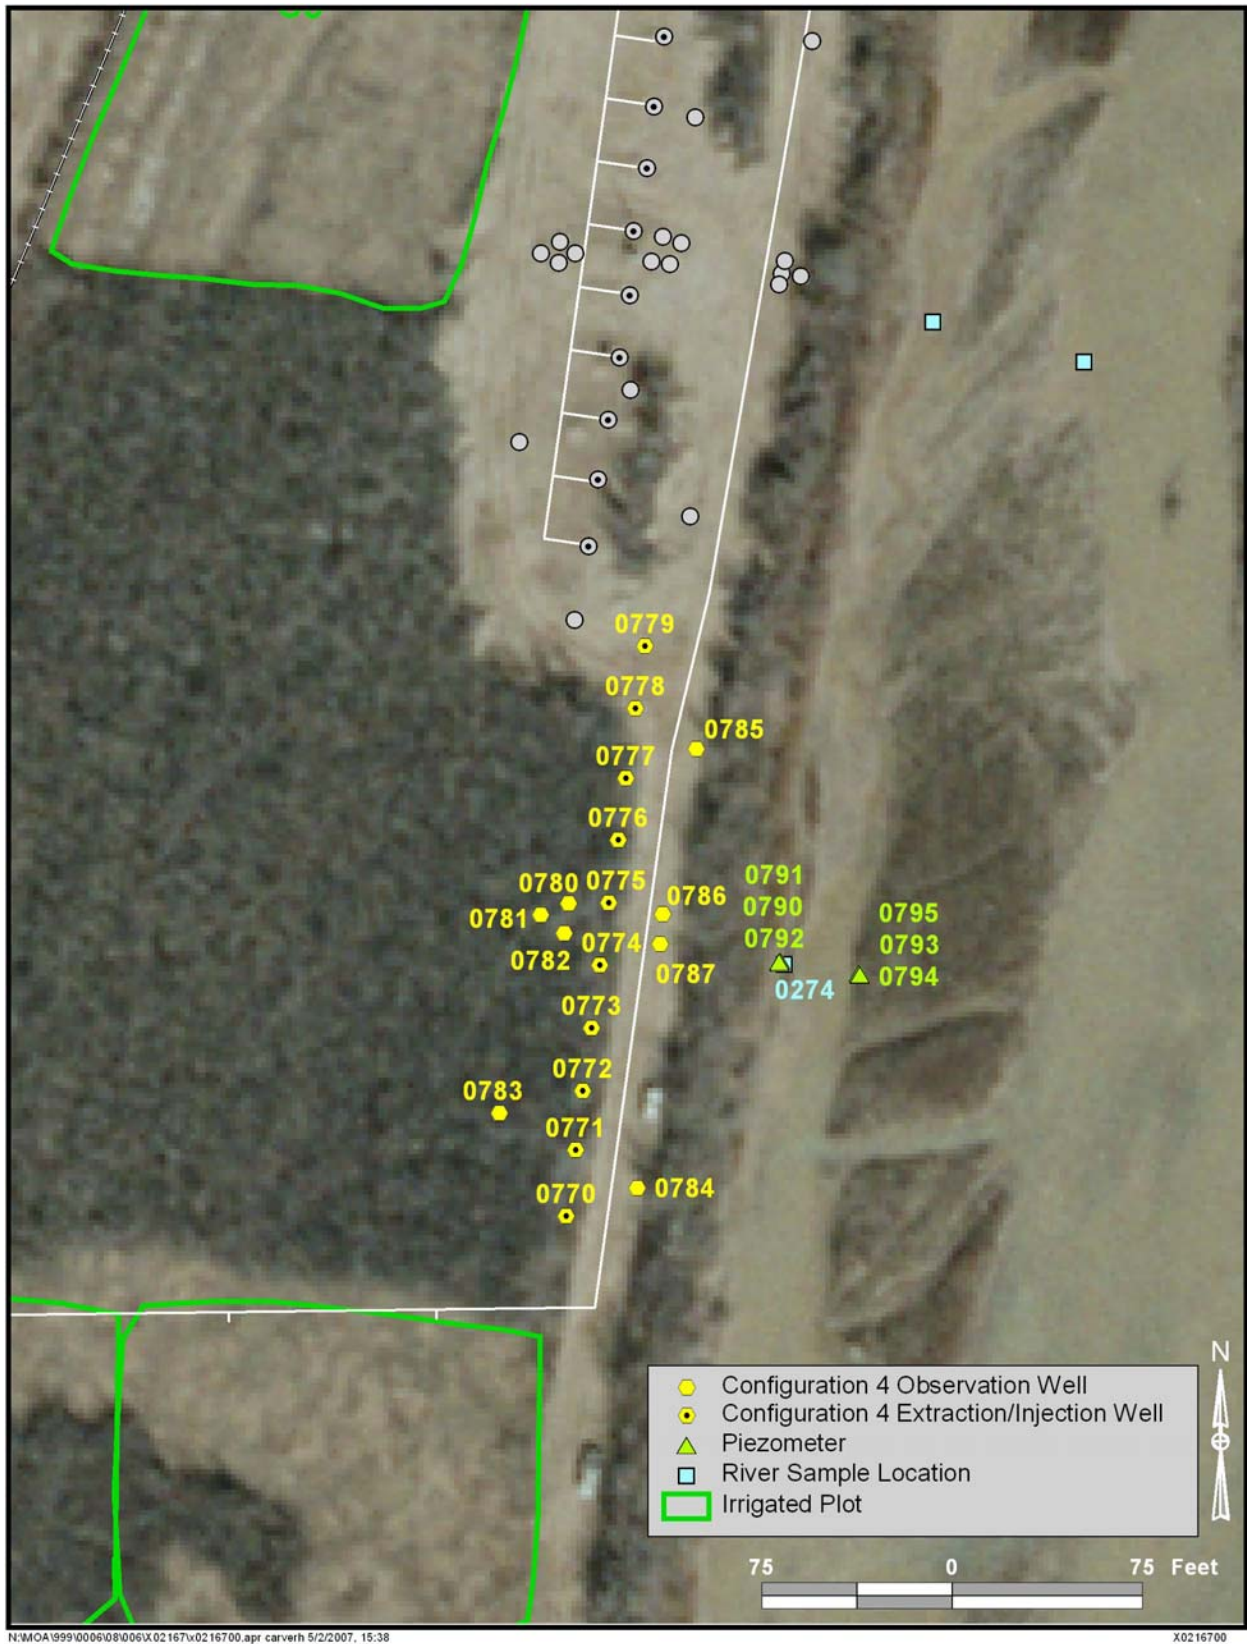 0779
0778
0785
0777
0776
0780
0775
0786
0781
0774
0782
0787
0791
0790
0792
0795
0793
0794
0274
0773
0772
0783
0771
0784
0770
N
Configuration 4 Observation Well
Configuration 4 Extraction/Injection Well
Piezometer
River Sample Location
Irrigated Plot
75 0 75 Feet
N:\MOA\999\0006\08\006\X02167\x0216700.apr carverh 5/2/2007, 15:38
X0216700